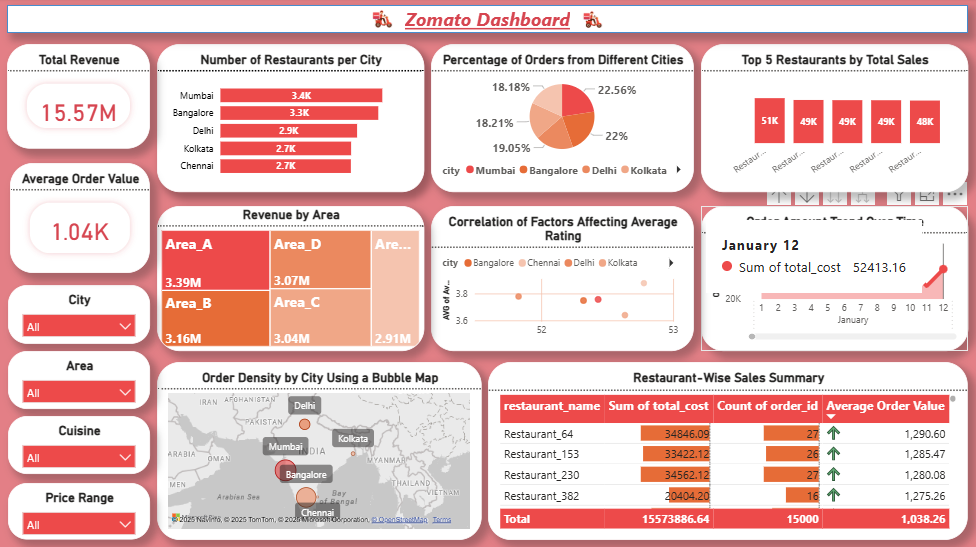 Zomato Dashboard
Total Revenue
15.57M
Average Order Value
1.04K
City
All
Area
All
Cuisine
All
Price Range
All
Number of Restaurants per City
Mumbai 3.4K
Bangalore 3.3K
Delhi 2.9K
Kolkata 2.7K
Chennai 2.7K
Percentage of Orders from Different Cities
18.18% 22.56%
18.21%
19.05% 22%
city Mumbai Bangalore Delhi Kolkata
Top 5 Restaurants by Total Sales
51K 49K 49K 49K 48K
Restaur... Restaur... Restaur... Restaur... Restaur...
Revenue by Area
Area_A
3.39M
Area_B
3.16M
Area_D
3.07M
Area_C
3.04M
Are...
2.91M
Correlation of Factors Affecting Average
Rating
city Bangalore Chennai Delhi Kolkata
AVG of Av...
3.8
3.6
52 53
Order Amount Trend Over Time
January 12
Sum of total_cost 52413.16
20K
1 2 3 4 5 6 7 8 9 10 11 12
January
Order Density by City Using a Bubble Map
IRAN AFGHANISTAN
Delhi
PAKISTAN
Kolkata
Mumbai
INDIA
OMAN
MYANMAR
Bangalore
THAILAND
Arabian Sea
Bay
of Bengal
VIETNAM
Chennai
© 2025 TomTom, © 2025 Microsoft Corporation, © OpenStreetMap Terms
Restaurant-Wise Sales Summary
restaurant_name Sum of total_cost Count of order_id Average Order Value
Restaurant_64 34846.09 27 1,290.60
Restaurant_153 33422.12 26 1,285.47
Restaurant_230 34562.12 27 1,280.08
Restaurant_382 20404.20 16 1,275.26
Total 15573886.64 15000 1,038.26